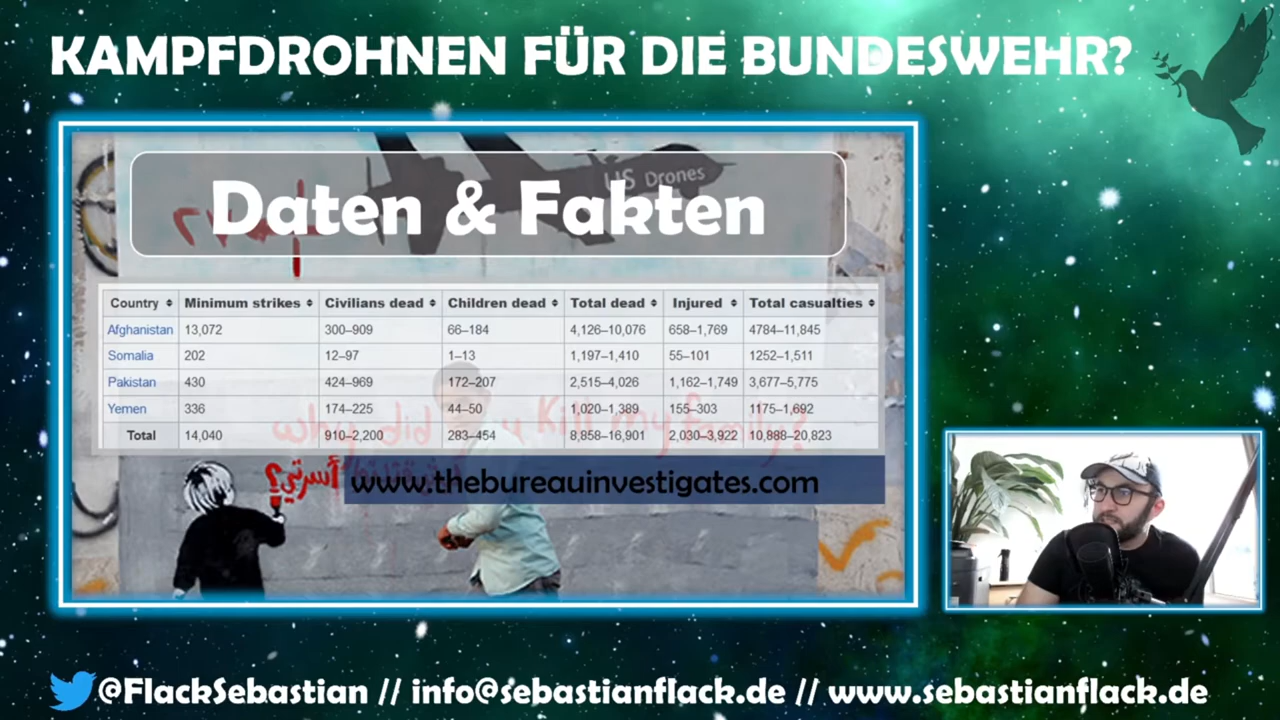 KAMPFDROHNEN FÜR DIE BUNDESWEHR?
US Drones
Daten & Fakten
Country Minimum strikes Civilians dead Children dead Total dead Injured Total casualties
Afghanistan 13,072 300–909 66–184 4,126–10,076 658–1,769 4784–11,845
Somalia 202 12–97 1–13 1,197–1,410 55–101 1252–1,511
Pakistan 430 424–969 172–207 2,515–4,026 1,162–1,749 3,677–5,775
Yemen 336 174–225 44–50 1,020–1,389 155–303 1175–1,692
Total 14,040 910–2,200 283–454 8,858–16,901 2,030–3,922 10,888–20,823
why did u kill my family?
أسرتي؟
www.thebureauinvestigates.com
@FlackSebastian // info@sebastianflack.de // www.sebastianflack.de